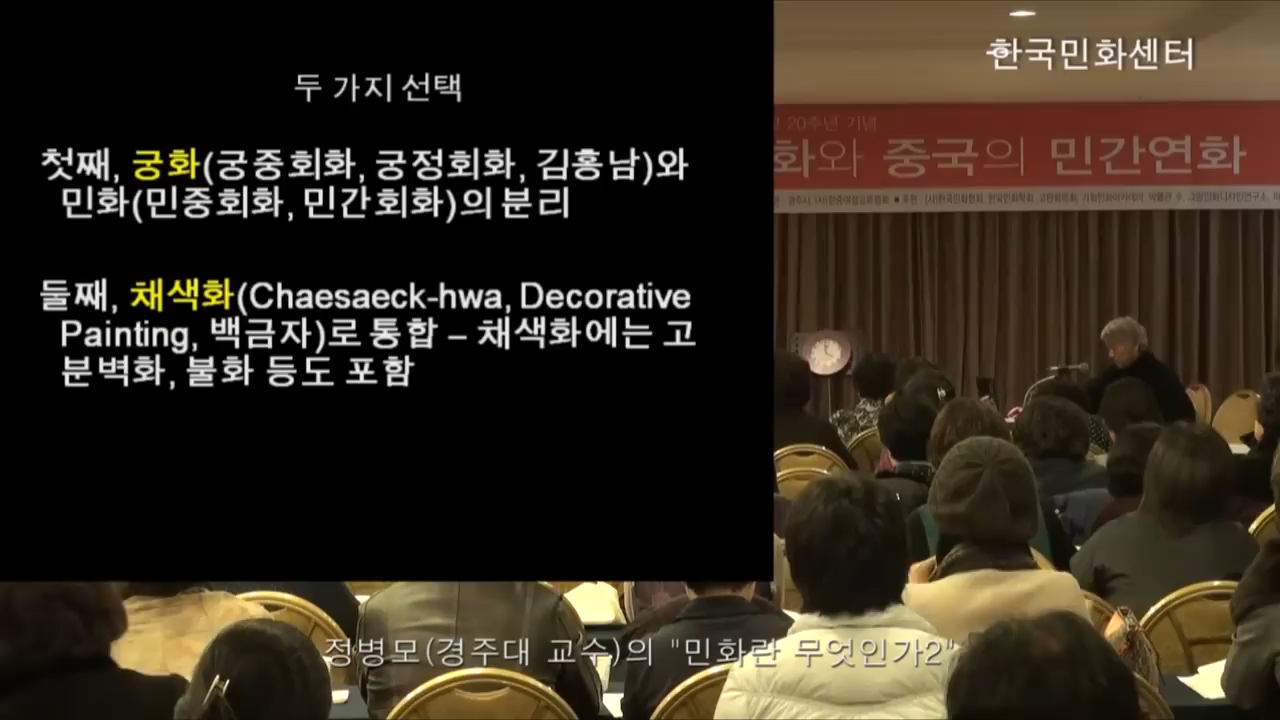 두 가지 선택
첫째, 궁화(궁중회화, 궁정회화, 김홍남)와
민화(민중회화, 민간회화)의 분리
둘째, 채색화(Chaesaeck-hwa, Decorative
Painting, 백금자)로 통합 – 채색화에는 고
분벽화, 불화 등도 포함
한국민화센터
20주년 기념
화와 중국의 민간연화
정병모(경주대 교수)의 "민화란 무엇인가2"